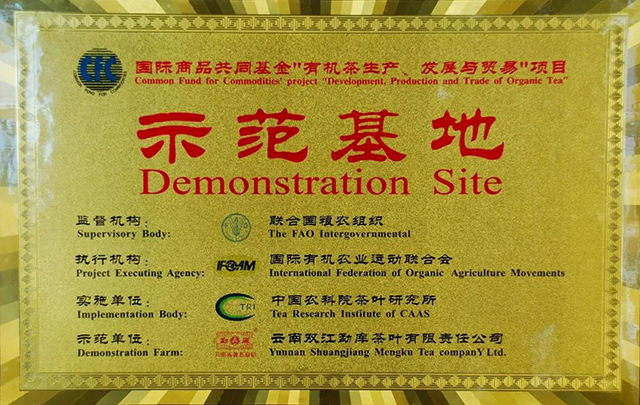 CFC
国际商品共同基金"有机茶生产、发展与贸易"项目
Common Fund for Commodities' project "Development, Production and Trade of Organic Tea"
示范基地
Demonstration Site
监督机构: 联合国粮农组织
Supervisory Body: The FAO Intergovernmental
执行机构: IFOAM 国际有机农业运动联合会
Project Executing Agency: International Federation of Organic Agriculture Movements
实施单位: TRI 中国农科院茶叶研究所
Implementation Body: Tea Research Institute of CAAS
示范单位: 云南双江勐库茶叶有限责任公司
Demonstration Farm: Yunnan Shuangjiang Mengku Tea companY Ltd.